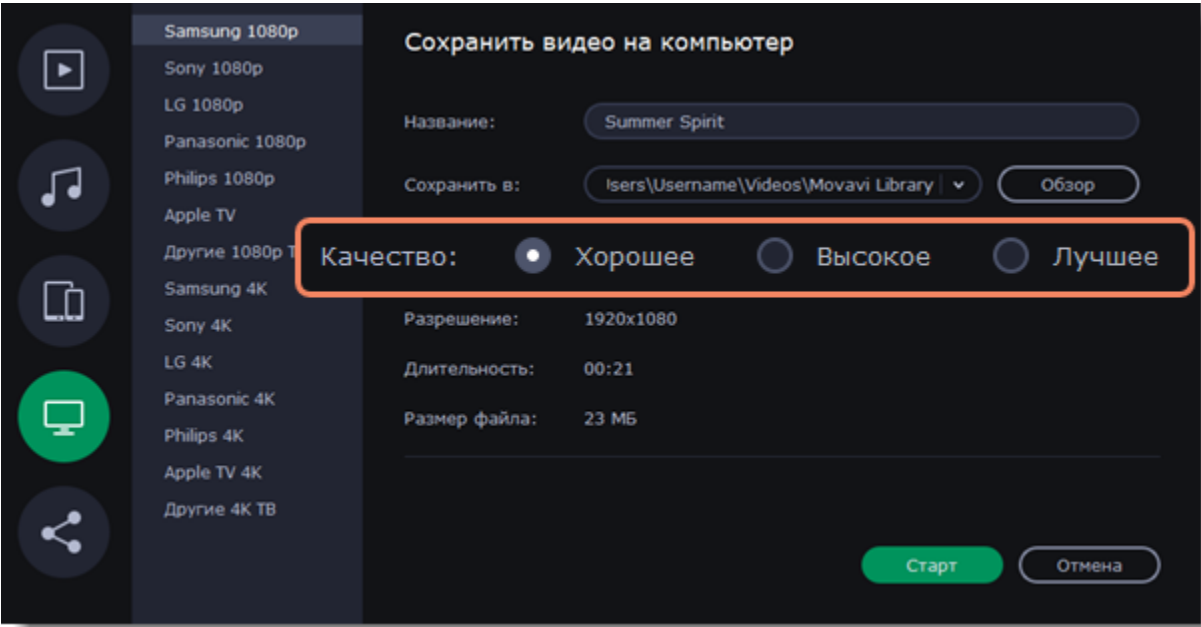 Samsung 1080p
Sony 1080p
LG 1080p
Panasonic 1080p
Philips 1080p
Apple TV
Другие 1080p Т
Samsung 4K
Sony 4K
LG 4K
Panasonic 4K
Philips 4K
Apple TV 4K
Другие 4K ТВ
Сохранить видео на компьютер
Название: Summer Spirit
Сохранить в: Isers\Username\Videos\Movavi Library Обзор
Качество: Хорошее Высокое Лучшее
Разрешение: 1920x1080
Длительность: 00:21
Размер файла: 23 МБ
Старт Отмена